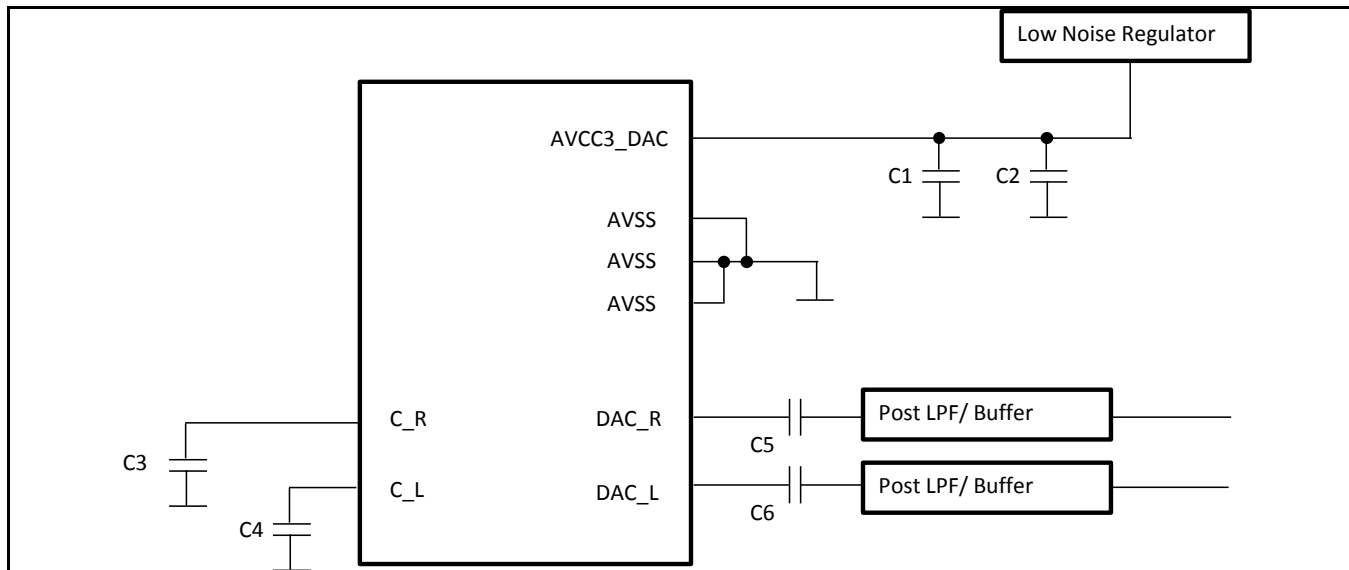 Low Noise Regulator
AVCC3_DAC
C1
C2
AVSS
AVSS
AVSS
C_R
DAC_R
Post LPF/ Buffer
C5
C3
C_L
DAC_L
Post LPF/ Buffer
C6
C4